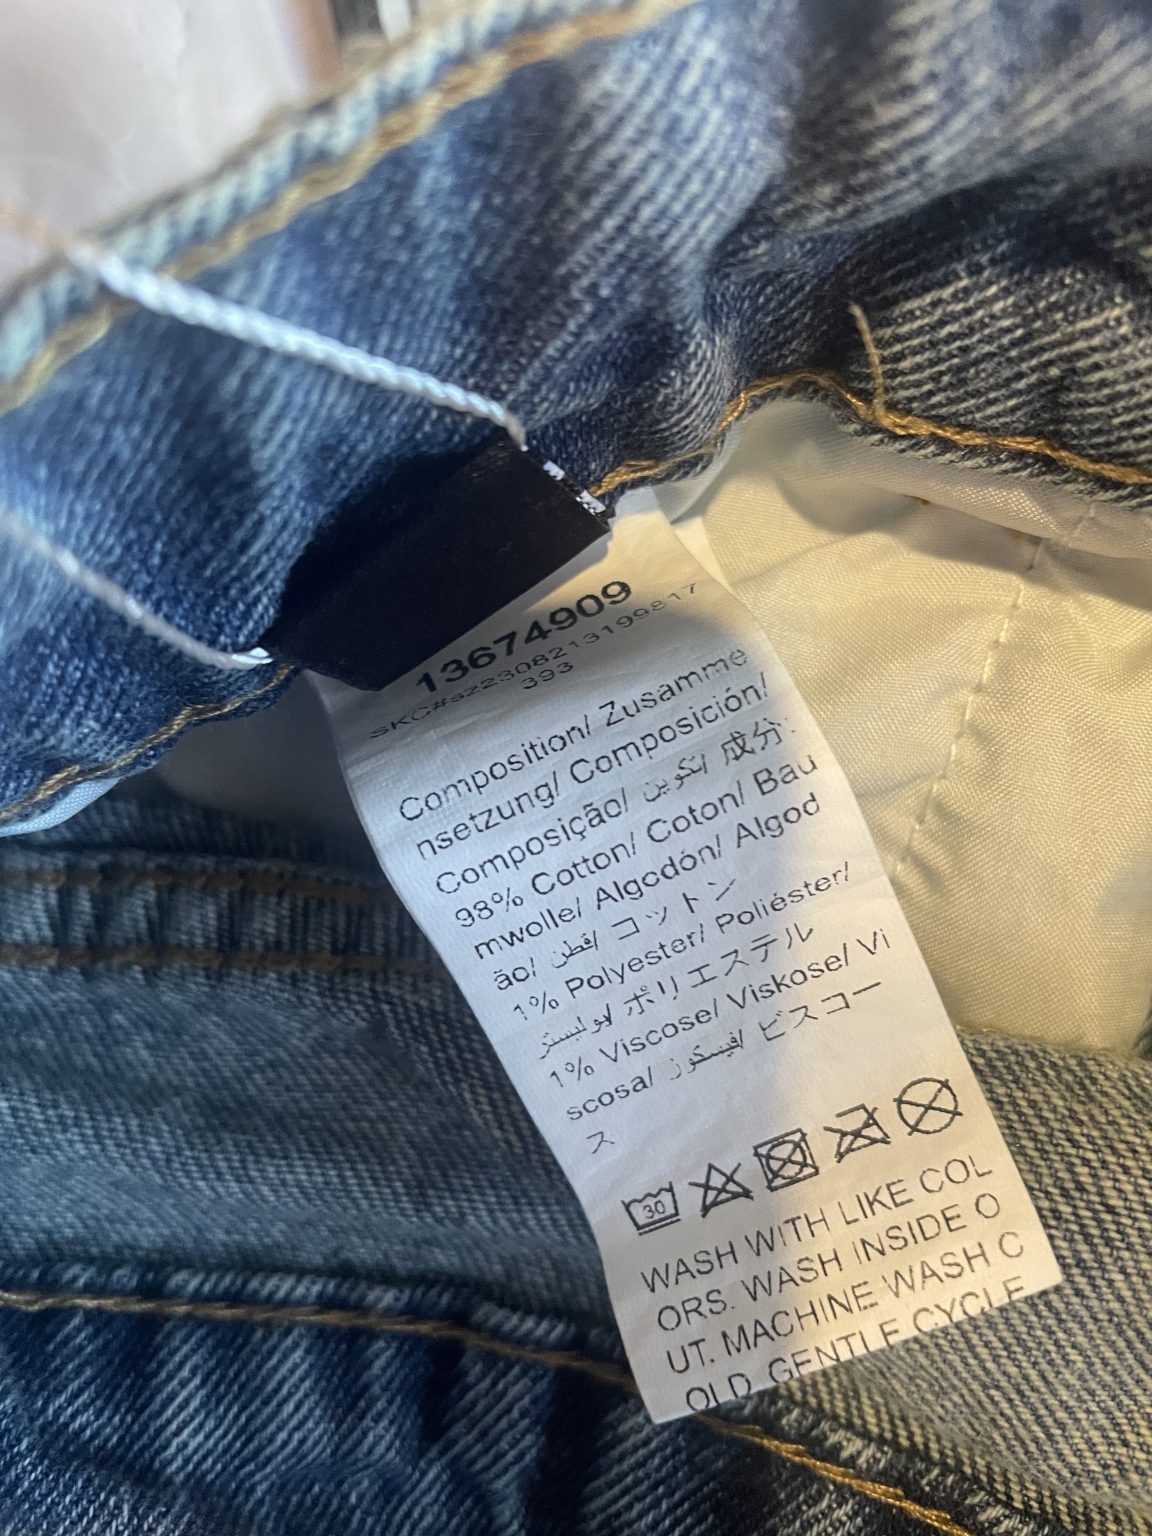 13674909
SKC#s22308213199817
393
Composition/ Zusamme
nsetzung/ Composición/
Composição/ تكوين/ 成分:
98% Cotton/ Coton/ Bau
mwolle/ Algodón/ Algod
ão/ قطن/ コットン
1% Polyester/ Poliéster/
بوليستر/ ポリエステル
1% Viscose/ Viskose/ Vi
scosa/ فيسكوز/ ビスコー
ス
30
WASH WITH LIKE COL
ORS. WASH INSIDE O
UT. MACHINE WASH C
OLD. GENTLE CYCLE